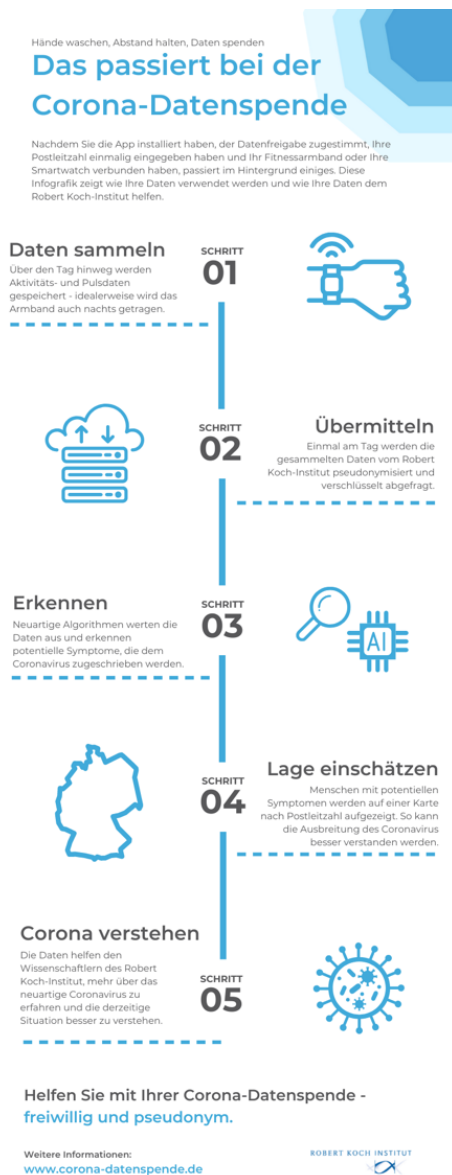 Hände waschen, Abstand halten, Daten spenden
Das passiert bei der
Corona-Datenspende
Nachdem Sie die App installiert haben, der Datenfreigabe zugestimmt, Ihre
Postleitzahl einmalig eingegeben haben und Ihr Fitnessarmband oder Ihre
Smartwatch verbunden haben, passiert im Hintergrund einiges. Diese
Infografik zeigt wie Ihre Daten verwendet werden und wie Ihre Daten dem
Robert Koch-Institut helfen.
Daten sammeln
Über den Tag hinweg werden
Aktivitäts- und Pulsdaten
gespeichert - idealerweise wird das
Armband auch nachts getragen.
SCHRITT
01
SCHRITT
02
Übermitteln
Einmal am Tag werden die
gesammelten Daten vom Robert
Koch-Institut pseudonymisiert und
verschlüsselt abgefragt.
Erkennen
Neuartige Algorithmen werten die
Daten aus und erkennen
potentielle Symptome, die dem
Coronavirus zugeschrieben werden.
SCHRITT
03
AI
SCHRITT
04
Lage einschätzen
Menschen mit potentiellen
Symptomen werden auf einer Karte
nach Postleitzahl aufgezeigt. So kann
die Ausbreitung des Coronavirus
besser verstanden werden.
Corona verstehen
Die Daten helfen den
Wissenschaftlern des Robert
Koch-Institut, mehr über das
neuartige Coronavirus zu
erfahren und die derzeitige
Situation besser zu verstehen.
SCHRITT
05
Helfen Sie mit Ihrer Corona-Datenspende -
freiwillig und pseudonym.
Weitere Informationen:
www.corona-datenspende.de
ROBERT KOCH INSTITUT